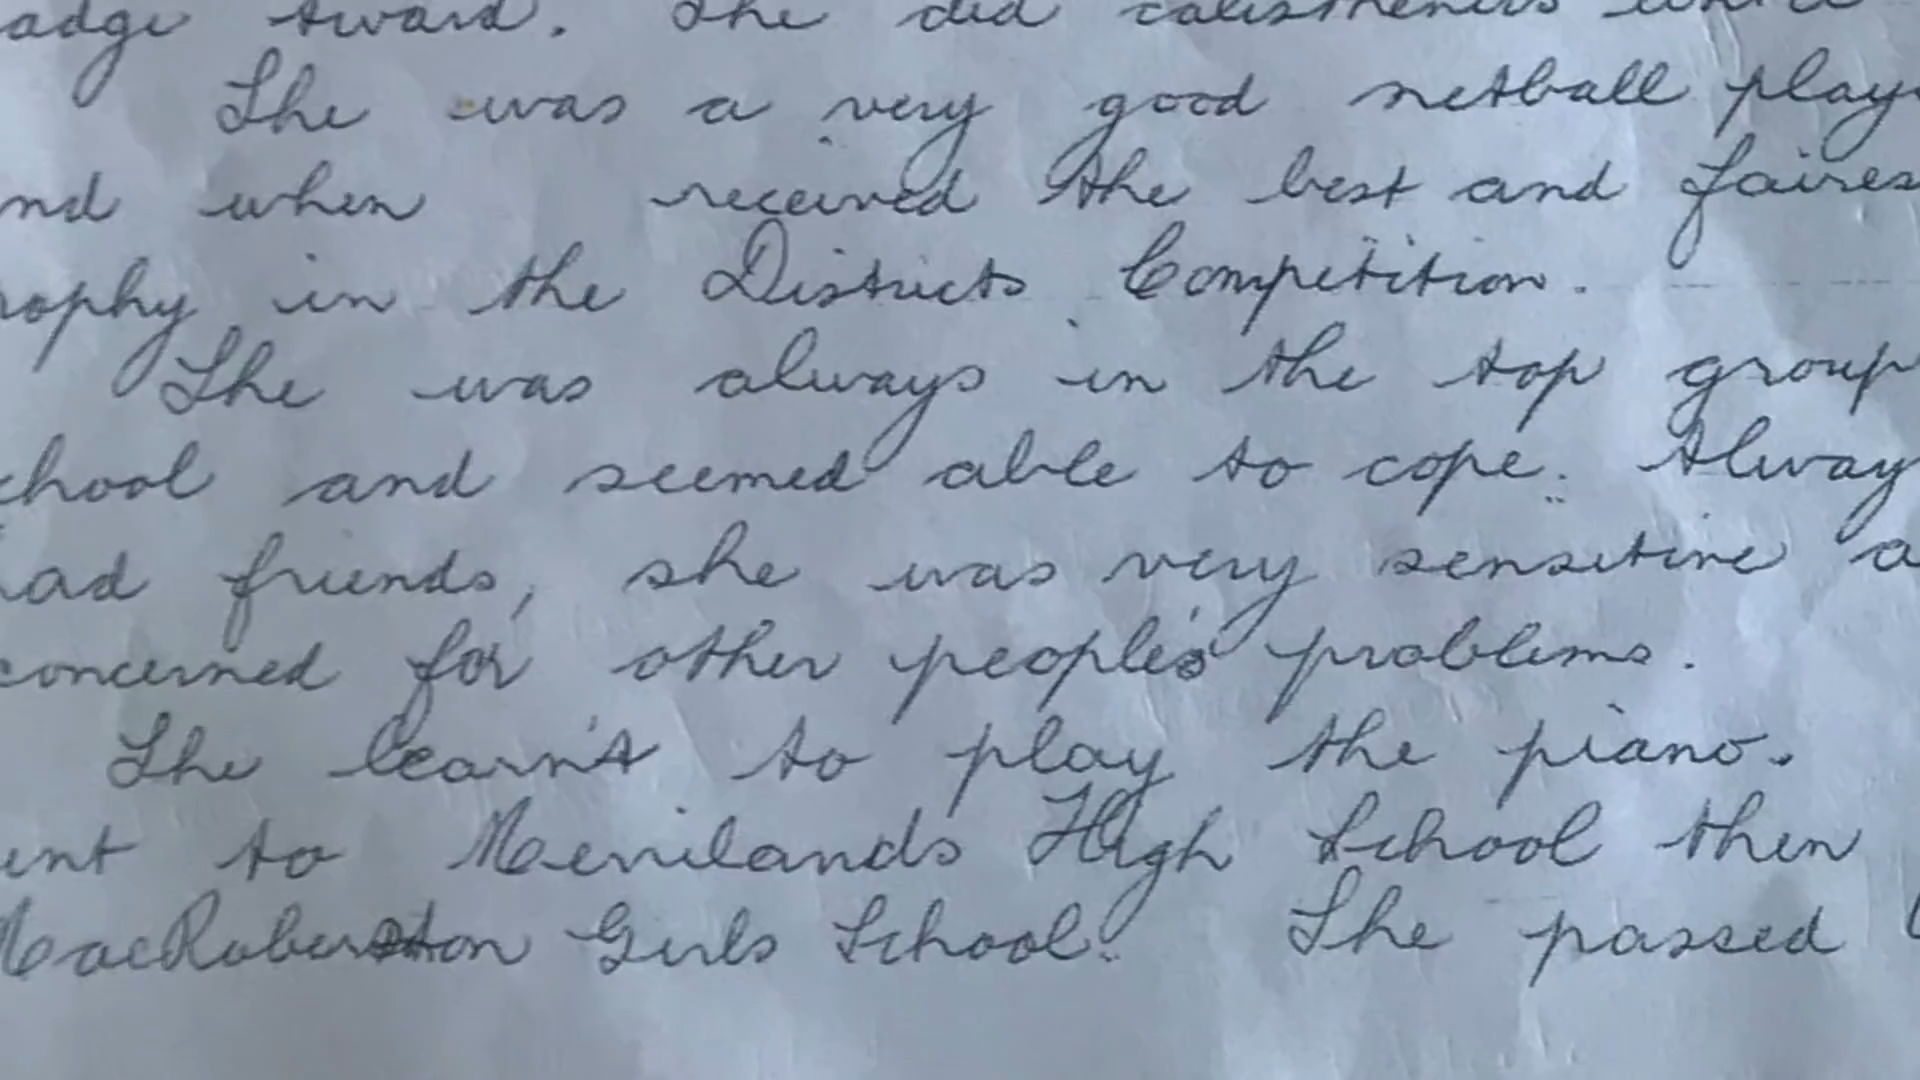 adge Award. She did calisthenics while
She was a very good netball play
nd when received the best and faires
rophy in the Districts Competition.
She was always in the top group
chool and seemed able to cope. Alway
had friends, she was very sensitive a
concerned for other people's problems.
She learn't to play the piano.
ent to Merrilands High School then
MacRoberston Girls School. She passed